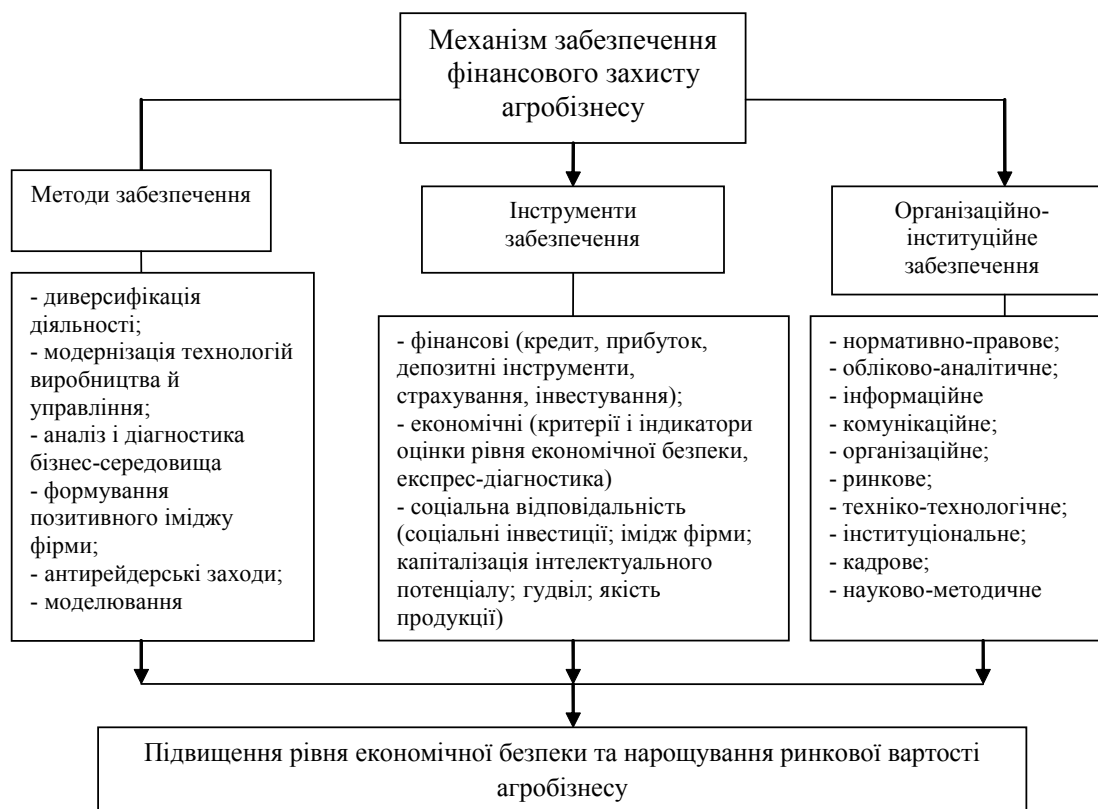 Механізм забезпечення
фінансового захисту
агробізнесу
Методи забезпечення
- диверсифікація
діяльності;
- модернізація технологій
виробництва й
управління;
- аналіз і діагностика
бізнес-середовища
- формування
позитивного іміджу
фірми;
- антирейдерські заходи;
- моделювання
Інструменти
забезпечення
- фінансові (кредит, прибуток,
депозитні інструменти,
страхування, інвестування);
- економічні (критерії і індикатори
оцінки рівня економічної безпеки,
експрес-діагностика)
- соціальна відповідальність
(соціальні інвестиції; імідж фірми;
капіталізація інтелектуального
потенціалу; гудвіл; якість
продукції)
Організаційно-
інституційне
забезпечення
- нормативно-правове;
- обліково-аналітичне;
- інформаційне
- комунікаційне;
- організаційне;
- ринкове;
- техніко-технологічне;
- інституціональне;
- кадрове;
- науково-методичне
Підвищення рівня економічної безпеки та нарощування ринкової вартості
агробізнесу